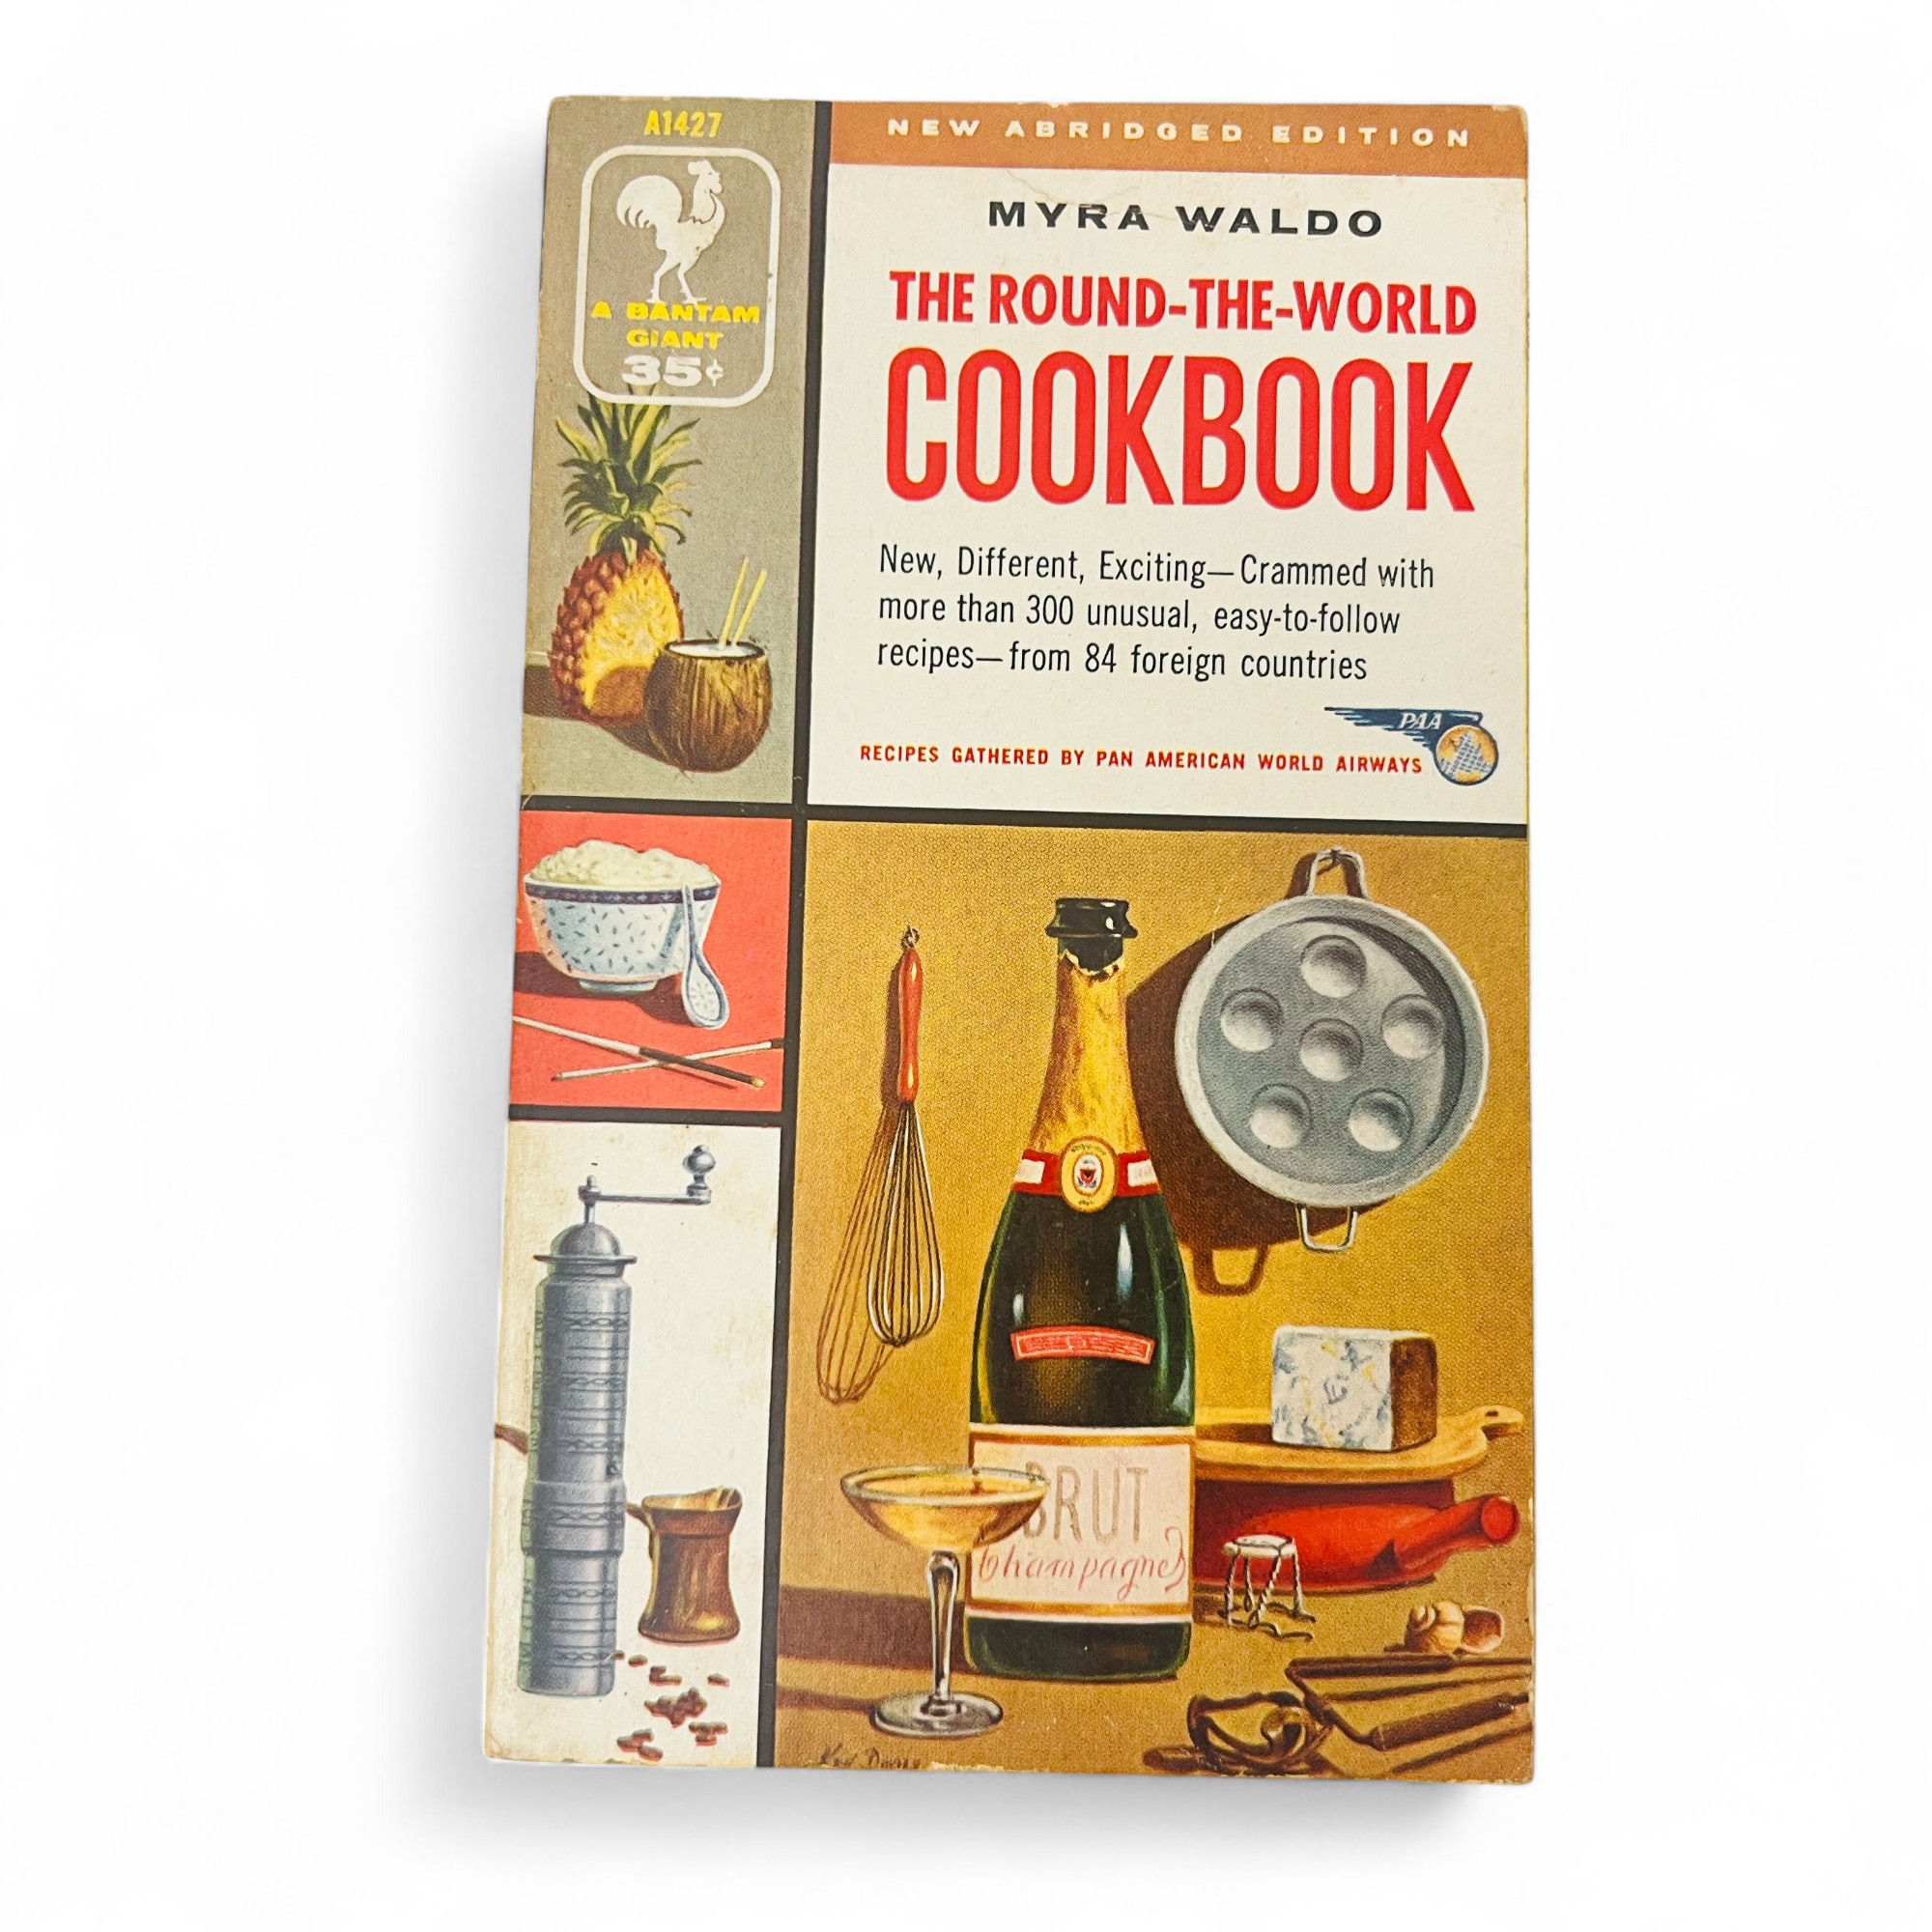 A1427
A BANTAM
GIANT
35¢
NEW ABRIDGED EDITION
MYRA WALDO
THE ROUND-THE-WORLD
COOKBOOK
New, Different, Exciting—Crammed with
more than 300 unusual, easy-to-follow
recipes—from 84 foreign countries
PAA
RECIPES GATHERED BY PAN AMERICAN WORLD AIRWAYS
BRUT
Champagnes